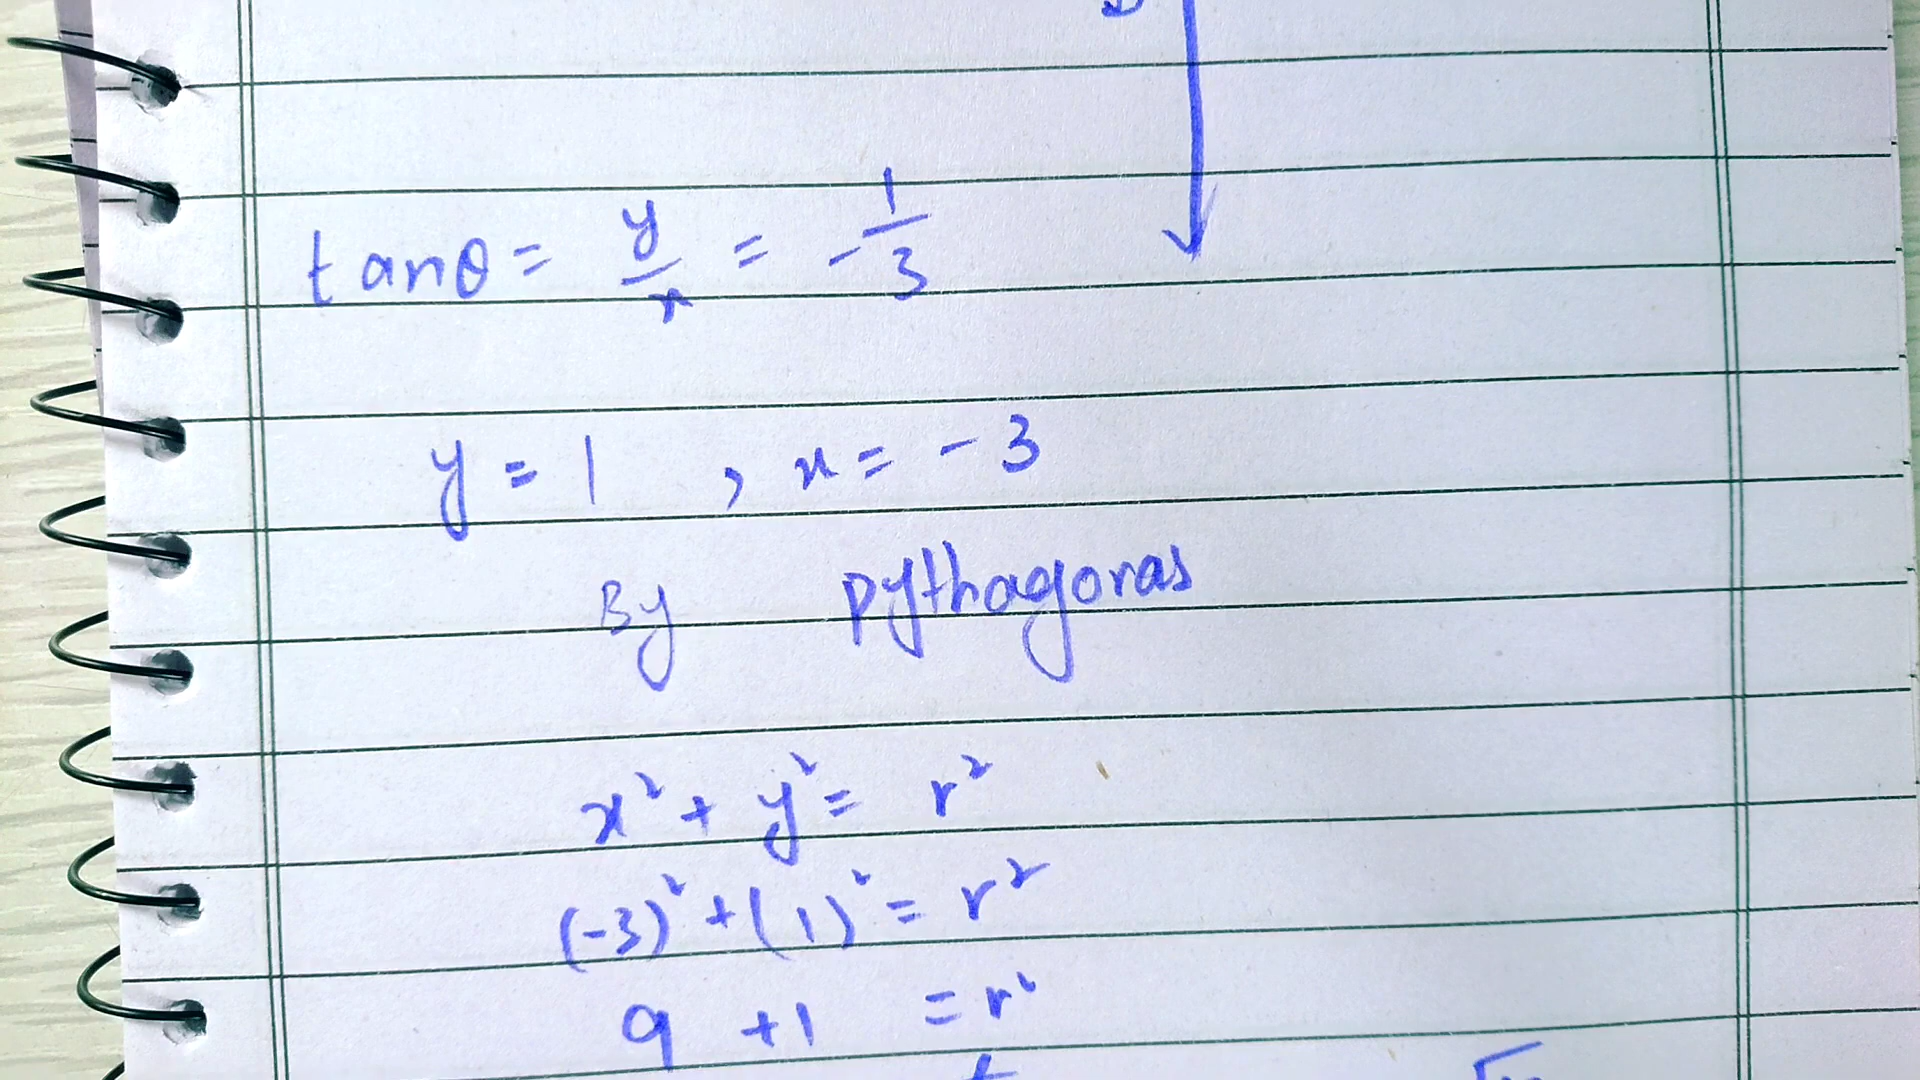 tanθ = y/x = -1/3
y = 1 , x = -3
By pythagoras
x² + y² = r²
(-3)² + (1)² = r²
9 + 1 = r²